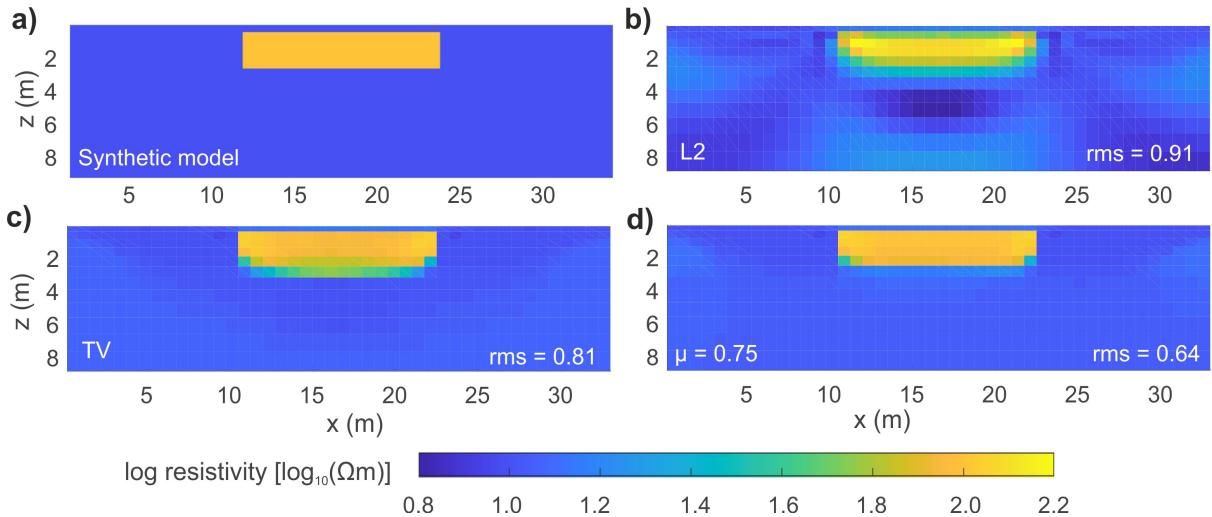 a)
2
4
6
8
z (m)
Synthetic model
5 10 15 20 25 30
b)
2
4
6
8
L2
rms = 0.91
5 10 15 20 25 30
c)
2
4
6
8
z (m)
TV
rms = 0.81
5 10 15 20 25 30
x (m)
d)
2
4
6
8
μ = 0.75
rms = 0.64
5 10 15 20 25 30
x (m)
log resistivity [log₁₀(Ωm)]
0.8 1.0 1.2 1.4 1.6 1.8 2.0 2.2